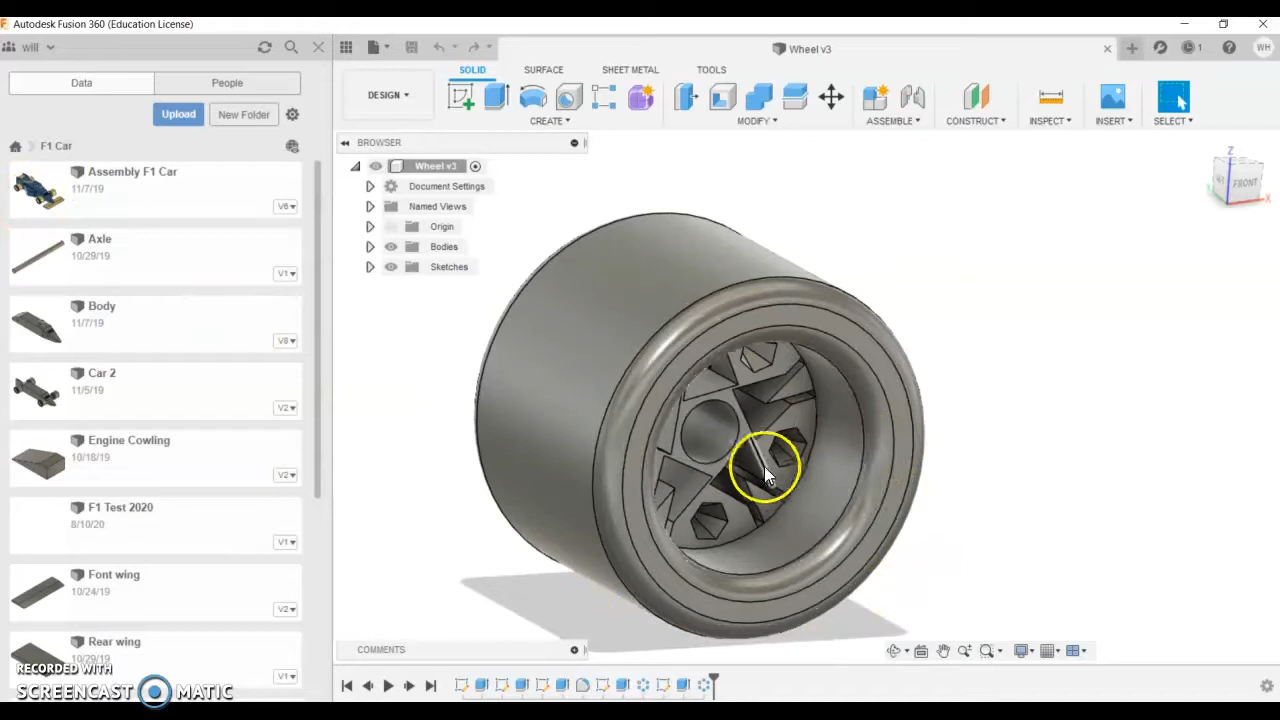 Autodesk Fusion 360 (Education License)
will
Wheel v3
1
WH
Data
People
Upload
New Folder
F1 Car
Assembly F1 Car
11/7/19
V6
Axle
10/29/19
V1
Body
11/7/19
V8
Car 2
11/5/19
V2
Engine Cowling
10/18/19
V2
F1 Test 2020
8/10/20
V1
Font wing
10/24/19
V2
Rear wing
10/29/19
V1
DESIGN
SOLID
SURFACE
SHEET METAL
TOOLS
CREATE
MODIFY
ASSEMBLE
CONSTRUCT
INSPECT
INSERT
SELECT
BROWSER
Wheel v3
Document Settings
Named Views
Origin
Bodies
Sketches
Z
FRONT
X
COMMENTS
RECORDED WITH
SCREENCAST MATIC